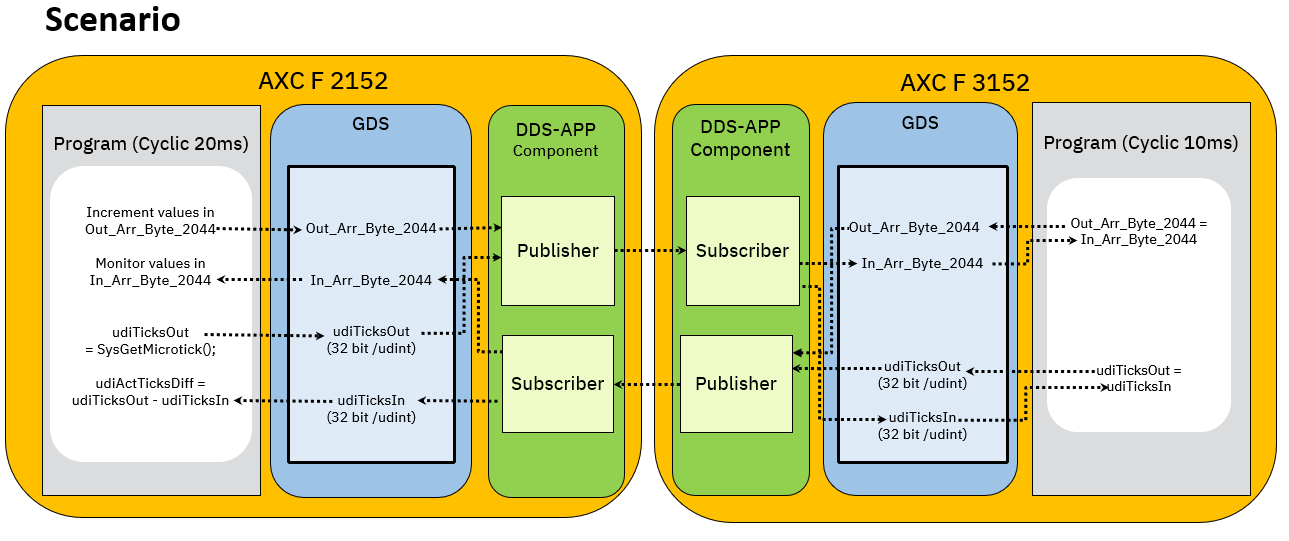 Scenario
AXC F 2152
Program (Cyclic 20ms)
Increment values in
Out_Arr_Byte_2044
Monitor values in
In_Arr_Byte_2044
udiTicksOut
= SysGetMicrotick();
udiActTicksDiff =
udiTicksOut - udiTicksIn
GDS
Out_Arr_Byte_2044
In_Arr_Byte_2044
udiTicksOut
(32 bit /udint)
udiTicksIn
(32 bit /udint)
DDS-APP
Component
Publisher
Subscriber
AXC F 3152
DDS-APP
Component
Subscriber
Publisher
GDS
Out_Arr_Byte_2044
In_Arr_Byte_2044
udiTicksOut
(32 bit /udint)
udiTicksIn
(32 bit /udint)
Program (Cyclic 10ms)
Out_Arr_Byte_2044 =
In_Arr_Byte_2044
udiTicksOut =
udiTicksIn